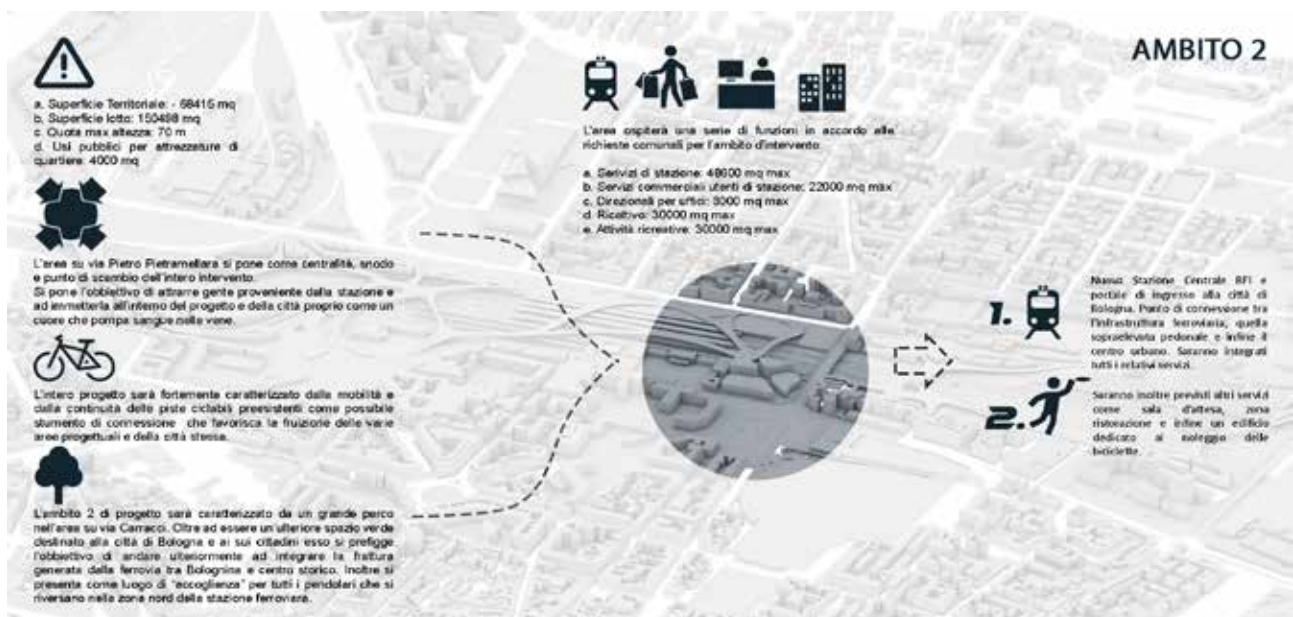 AMBITO 2
a. Superficie Territoriale: - 68415 mq
b. Superficie lotto: 150498 mq
c. Quota max altezza: 70 m
d. Usi pubblici per attrezzature di
quartiere: 4000 mq
L'area su via Pietro Pietramellara si pone come centralità, snodo
e punto di scambio dell'intero intervento.
Si pone l'obbiettivo di attrarre gente proveniente dalla stazione e
ad immetterla all'interno del progetto e della città proprio come un
cuore che pompa sangue nelle vene.
L'intero progetto sarà fortemente caratterizzato dalla mobilità e
dalla continuità delle piste ciclabili preesistenti come possibile
strumento di connessione che favorisca la fruizione delle varie
aree progettuali e della città stessa.
L'ambito 2 di progetto sarà caratterizzato da un grande parco
nell'area su via Carracci. Oltre ad essere un ulteriore spazio verde
destinato alla città di Bologna e ai sui cittadini esso si prefigge
l'obbiettivo di andare ulteriormente ad integrare la frattura
generata dalla ferrovia tra Bolognina e centro storico. Inoltre si
presenta come luogo di "accoglienza" per tutti i pendolari che si
riversano nella zona nord della stazione ferroviaria.
L'area ospiterà una serie di funzioni in accordo alle
richieste comunali per l'ambito d'intervento:
a. Serivizi di stazione: 48600 mq max
b. Servizi commerciali utenti di stazione: 22000 mq max
c. Direzionali per uffici: 8000 mq max
d. Ricettivo: 30000 mq max
e. Attività ricreative: 30000 mq max
1.
Nuova Stazione Centrale RFI e
portale di ingresso alla città di
Bologna. Punto di connessione tra
l'infrastruttura ferroviaria, quella
sopraelevata pedonale e infine il
centro urbano. Saranno integrati
tutti i relativi servizi.
2.
Saranno inoltre previsti altri servizi
come sala d'attesa, zona
ristorazione e infine un edificio
dedicato al noleggio delle
biciclette.